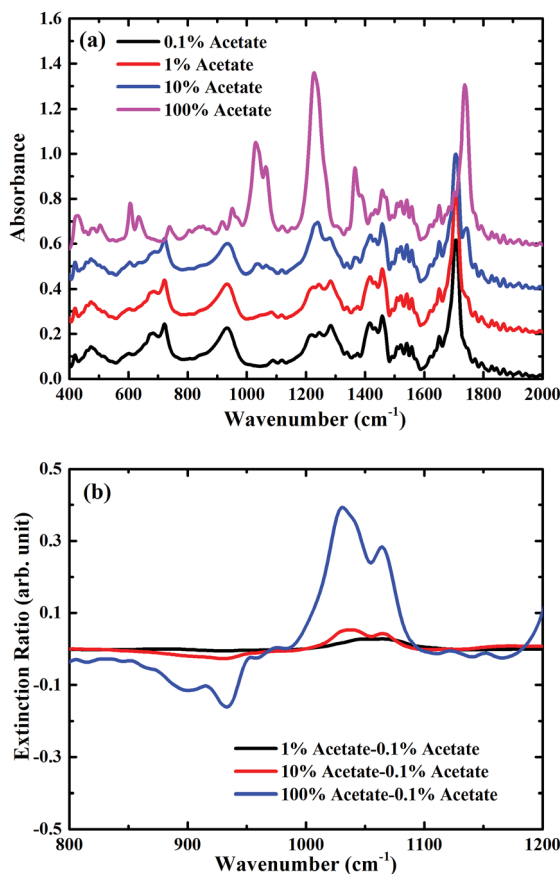 (a)
0.1% Acetate
1% Acetate
10% Acetate
100% Acetate
Absorbance
1.6
1.4
1.2
1.0
0.8
0.6
0.4
0.2
0.0
400 600 800 1000 1200 1400 1600 1800 2000
Wavenumber (cm-1)
(b)
Extinction Ratio (arb. unit)
0.5
0.3
0.1
-0.1
-0.3
-0.5
1% Acetate-0.1% Acetate
10% Acetate-0.1% Acetate
100% Acetate-0.1% Acetate
800 900 1000 1100 1200
Wavenumber (cm-1)